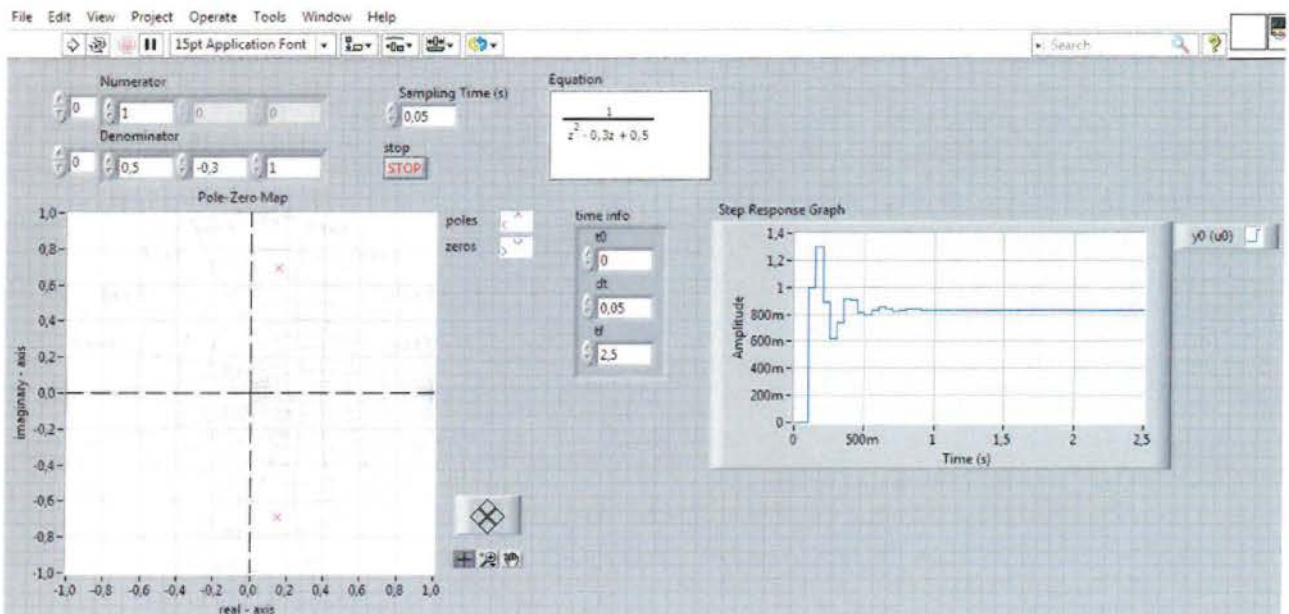 File Edit View Project Operate Tools Window Help
15pt Application Font
Search
?
Numerator
0 1 0 0
Denominator
0 0,5 -0,3 1
Sampling Time (s)
0,05
stop
STOP
Equation
1
z2 - 0,3z + 0,5
Pole-Zero Map
1,0
0,8
0,6
0,4
0,2
0,0
-0,2
-0,4
-0,6
-0,8
-1,0
imaginary - axis
-1,0 -0,8 -0,6 -0,4 -0,2 0,0 0,2 0,4 0,6 0,8 1,0
real - axis
poles
zeros
time info
t0
0
dt
0,05
tf
2,5
Step Response Graph
y0 (u0)
1,4
1,2
1
800m
600m
400m
200m
0
Amplitude
0 500m 1 1,5 2 2,5
Time (s)